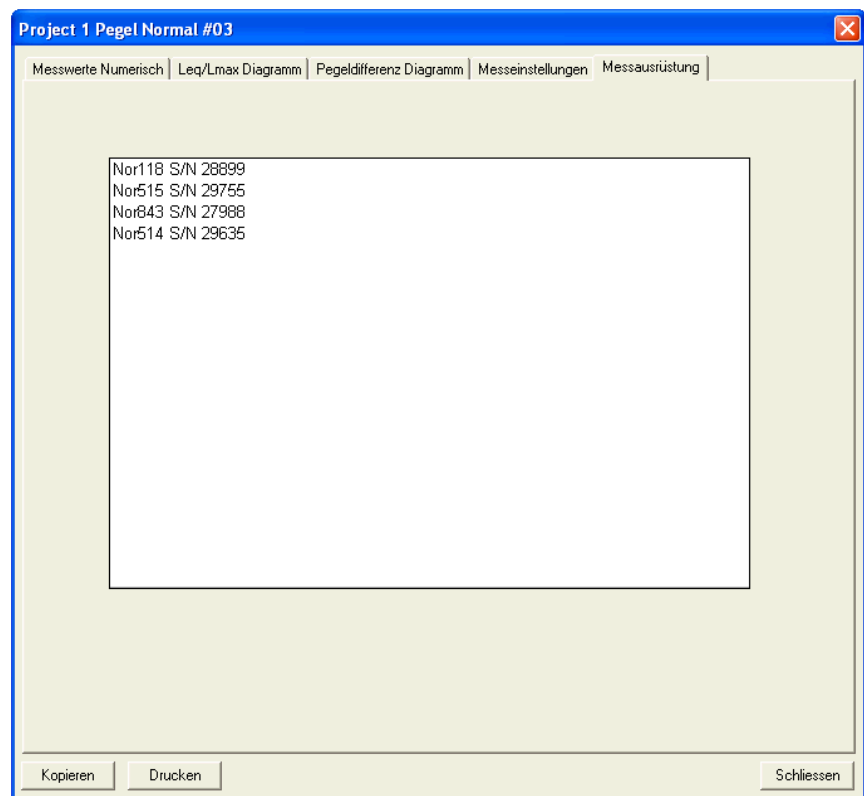 Project 1 Pegel Normal #03
Messwerte Numerisch Leq/Lmax Diagramm Pegeldifferenz Diagramm Messeinstellungen Messausrüstung
Nor118 S/N 28899
Nor515 S/N 29755
Nor843 S/N 27988
Nor514 S/N 29635
Kopieren Drucken Schliessen